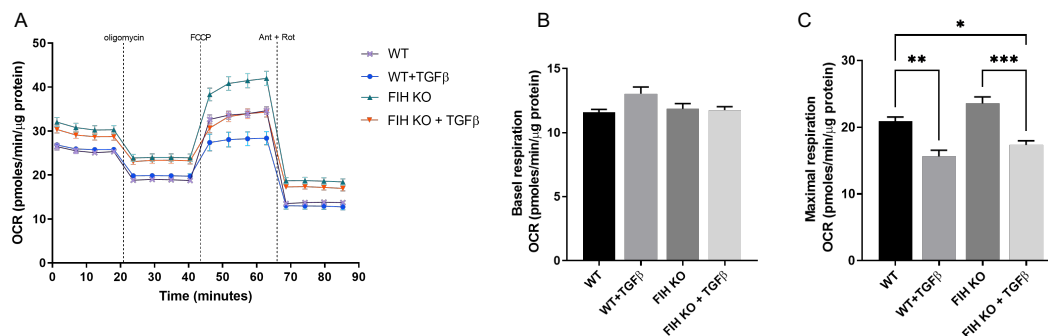 A
oligomycin
FCCP
Ant + Rot
50
40
30
20
10
0
OCR (pmoles/min/μg protein)
0 10 20 30 40 50 60 70 80 90
Time (minutes)
WT
WT+TGFβ
FIH KO
FIH KO + TGFβ
B
Basel respiration
OCR (pmoles/min/μg protein)
20
15
10
5
0
WT
WT+TGFβ
FIH KO
FIH KO + TGFβ
C
Maximal respiration
OCR (pmoles/min/μg protein)
30
20
10
0
*
**
***
WT
WT+TGFβ
FIH KO
FIH KO + TGFβ